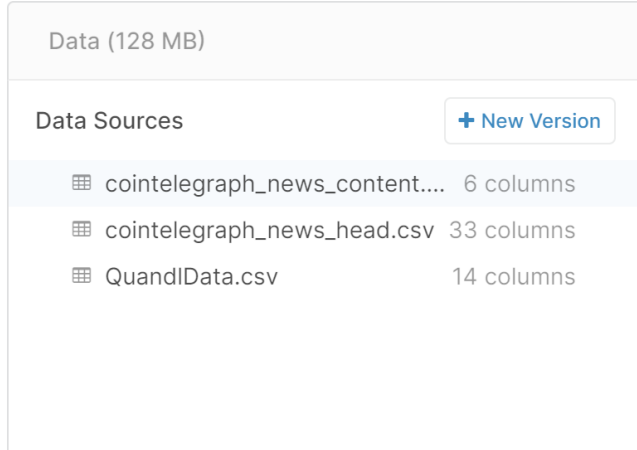 Data (128 MB)
Data Sources
+ New Version
cointelegraph_news_content.... 6 columns
cointelegraph_news_head.csv 33 columns
QuandlData.csv 14 columns